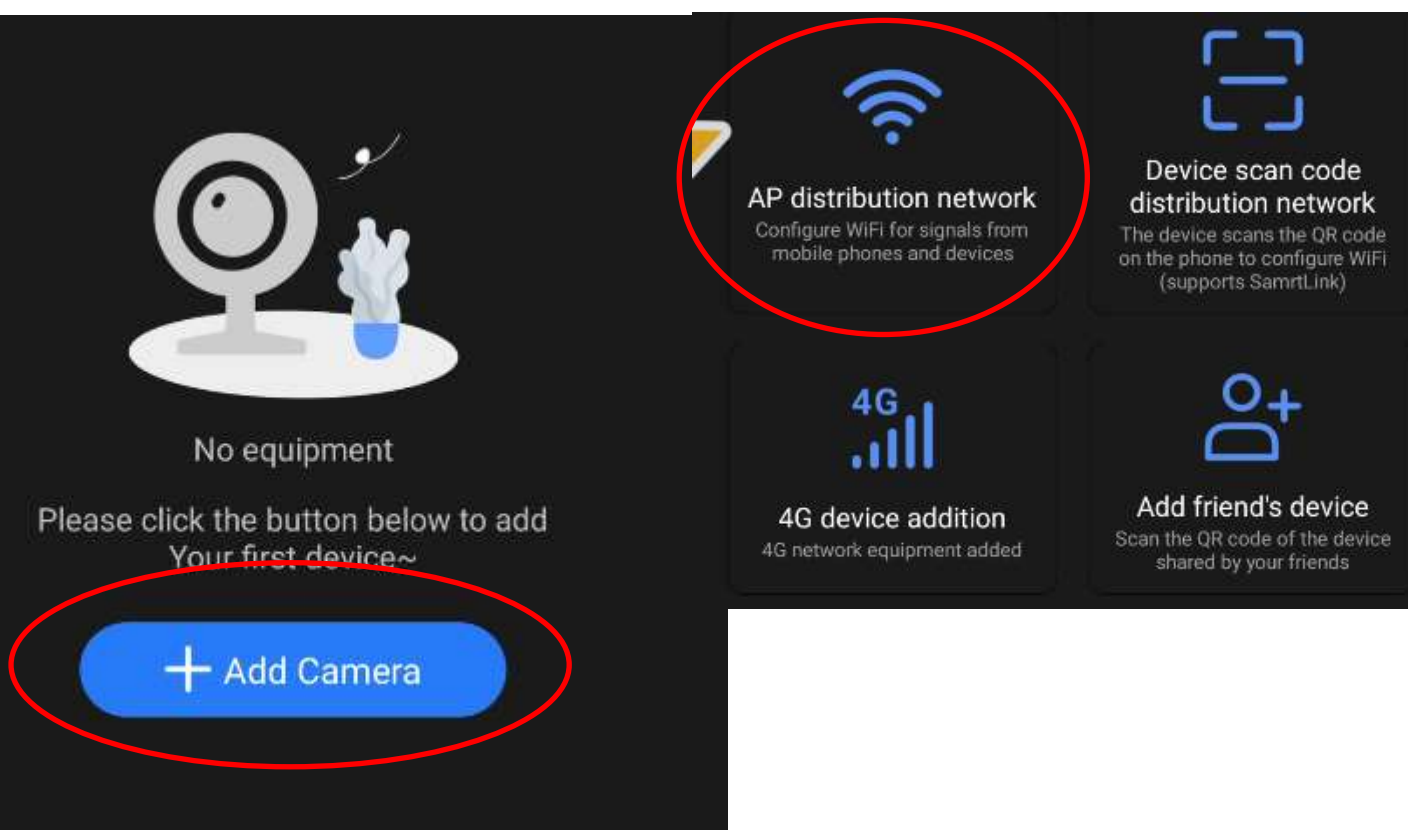 No equipment
Please click the button below to add
Your first device~
Add Camera
AP distribution network
Configure WiFi for signals from
mobile phones and devices
Device scan code
distribution network
The device scans the QR code
on the phone to configure WiFi
(supports SamrtLink)
4G
4G device addition
4G network equipment added
Add friend's device
Scan the QR code of the device
shared by your friends